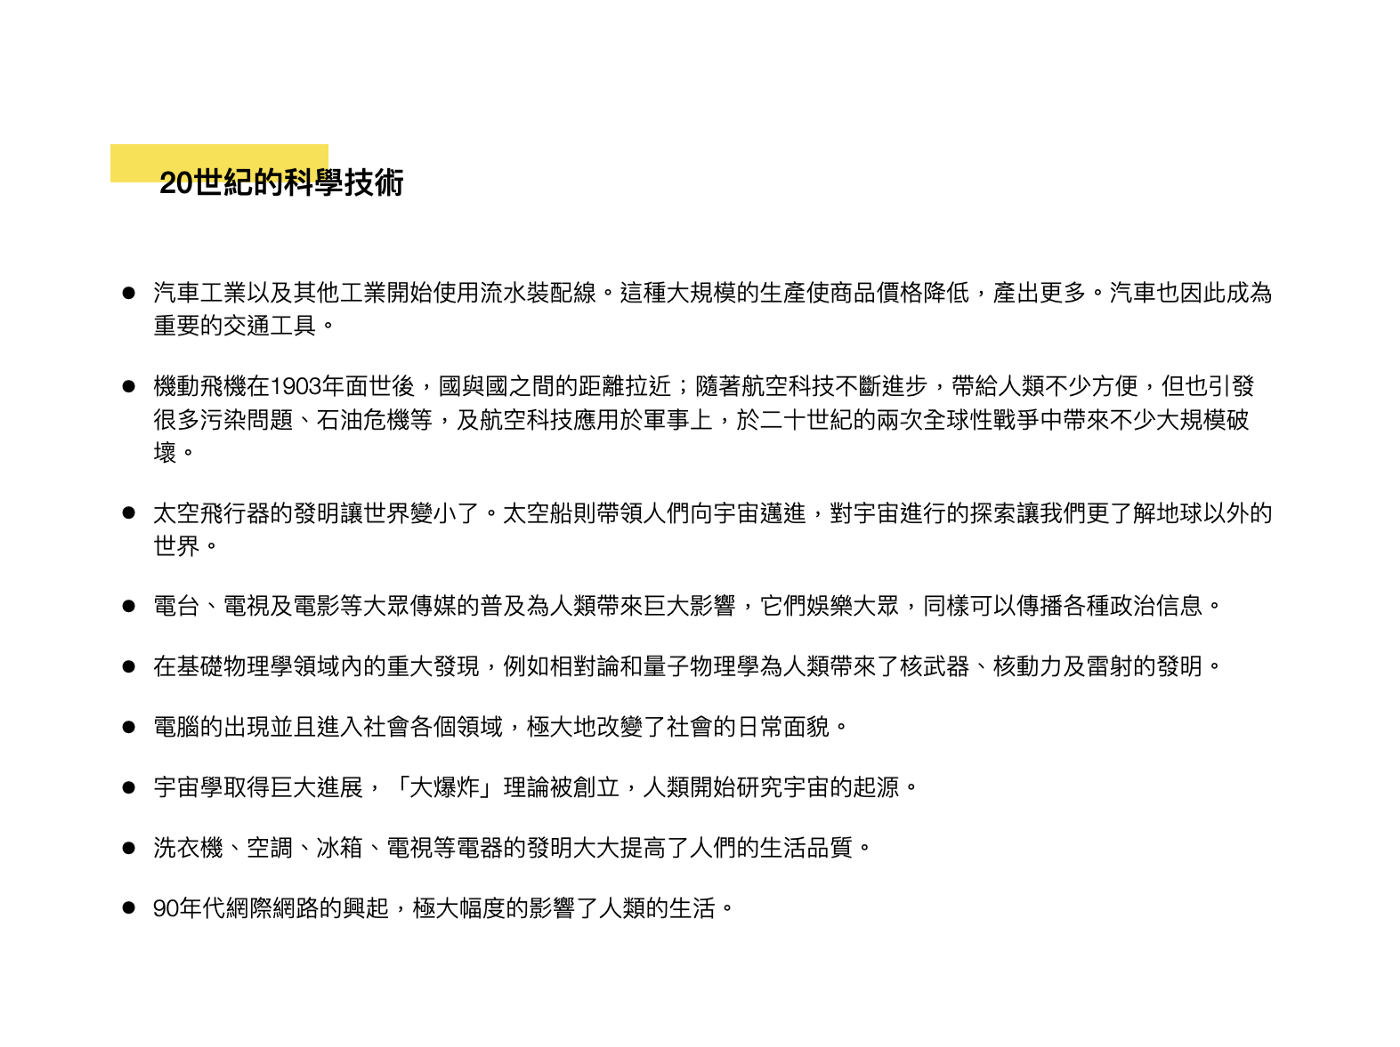 20世紀的科學技術
● 汽車工業以及其他工業開始使用流水裝配線。這種大規模的生產使商品價格降低，產出更多。汽車也因此成為
重要的交通工具。
● 機動飛機在1903年面世後，國與國之間的距離拉近；隨著航空科技不斷進步，帶給人類不少方便，但也引發
很多污染問題、石油危機等，及航空科技應用於軍事上，於二十世紀的兩次全球性戰爭中帶來不少大規模破
壞。
● 太空飛行器的發明讓世界變小了。太空船則帶領人們向宇宙邁進，對宇宙進行的探索讓我們更了解地球以外的
世界。
● 電台、電視及電影等大眾傳媒的普及為人類帶來巨大影響，它們娛樂大眾，同樣可以傳播各種政治信息。
● 在基礎物理學領域內的重大發現，例如相對論和量子物理學為人類帶來了核武器、核動力及雷射的發明。
● 電腦的出現並且進入社會各個領域，極大地改變了社會的日常面貌。
● 宇宙學取得巨大進展，「大爆炸」理論被創立，人類開始研究宇宙的起源。
● 洗衣機、空調、冰箱、電視等電器的發明大大提高了人們的生活品質。
● 90年代網際網路的興起，極大幅度的影響了人類的生活。